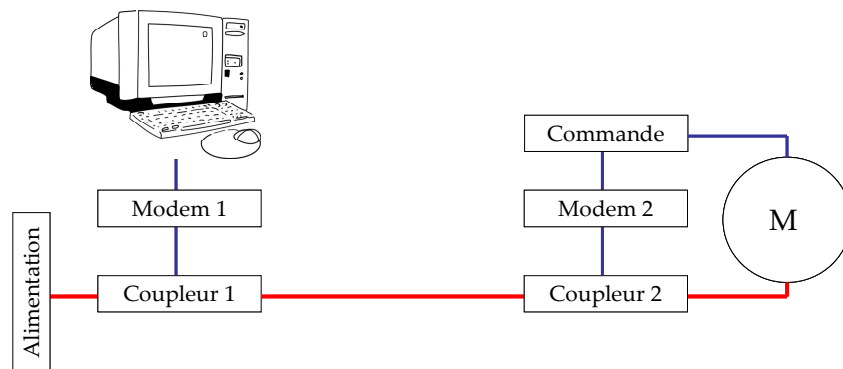 Commande
Modem 1
Modem 2
M
Alimentation
Coupleur 1
Coupleur 2